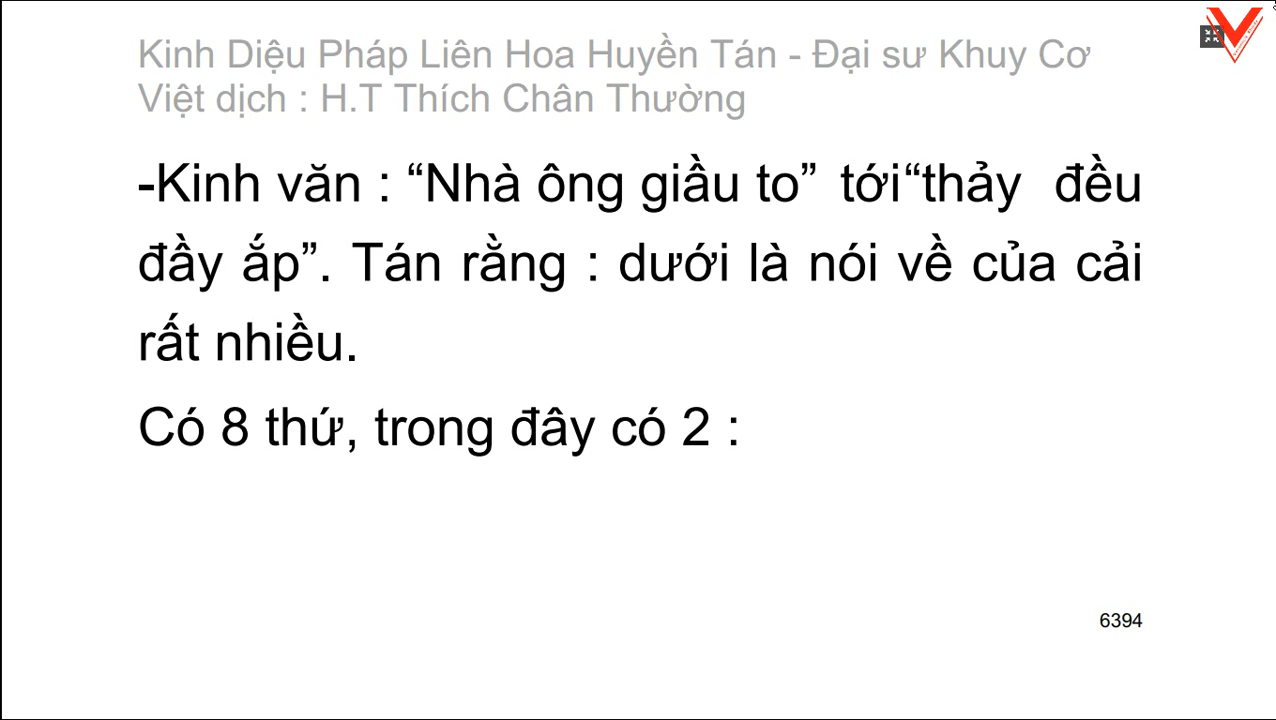 Kinh Diệu Pháp Liên Hoa Huyền Tán - Đại sư Khuy Cơ
Việt dịch : H.T Thích Chân Thường
-Kinh văn : “Nhà ông giầu to” tới“thảy đều
đầy ắp”. Tán rằng : dưới là nói về của cải
rất nhiều.
Có 8 thứ, trong đây có 2 :
6394